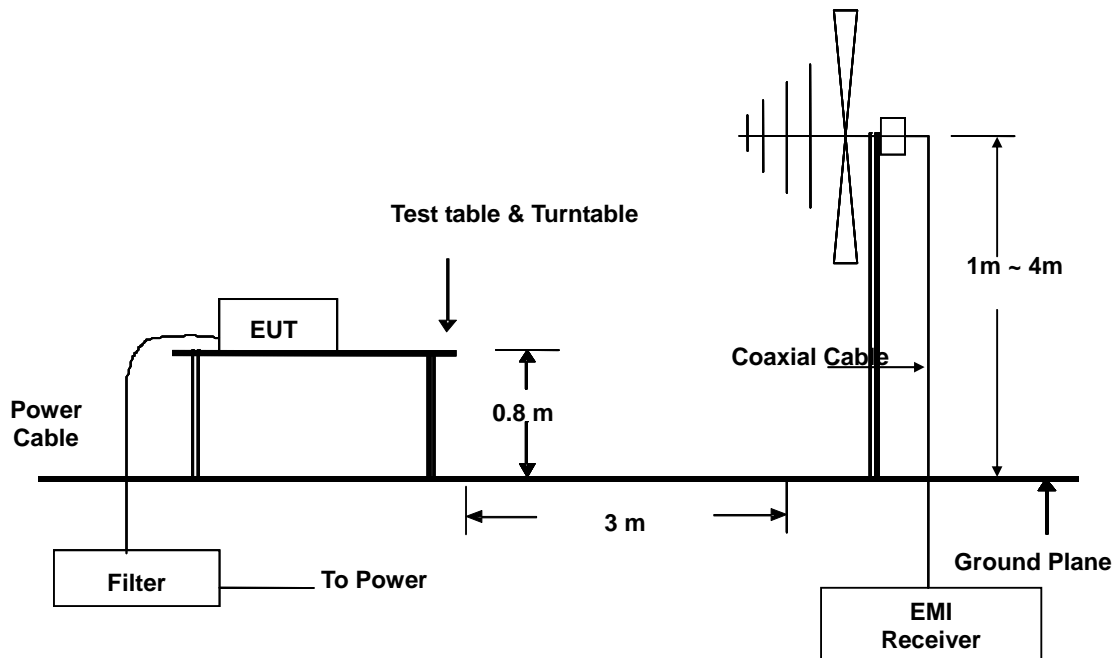 Test table & Turntable
1m ~ 4m
EUT
Coaxial Cable
0.8 m
Power
Cable
3 m
Ground Plane
Filter
To Power
EMI
Receiver